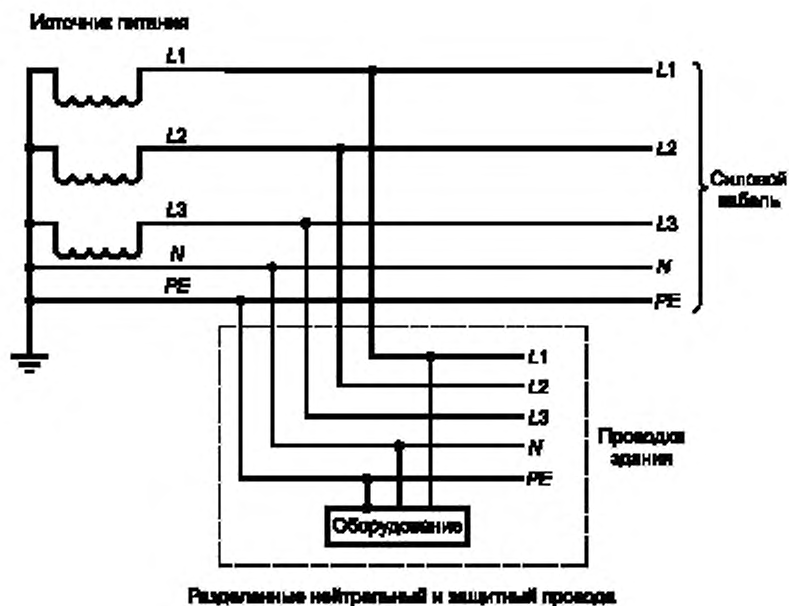 Источник питания
L1
L1
L2
L2
Силовой
кабель
L3
L3
N
N
PE
PE
L1
L2
L3
N
Проводка
здания
PE
Оборудование
Разделенные нейтральный и защитный провода